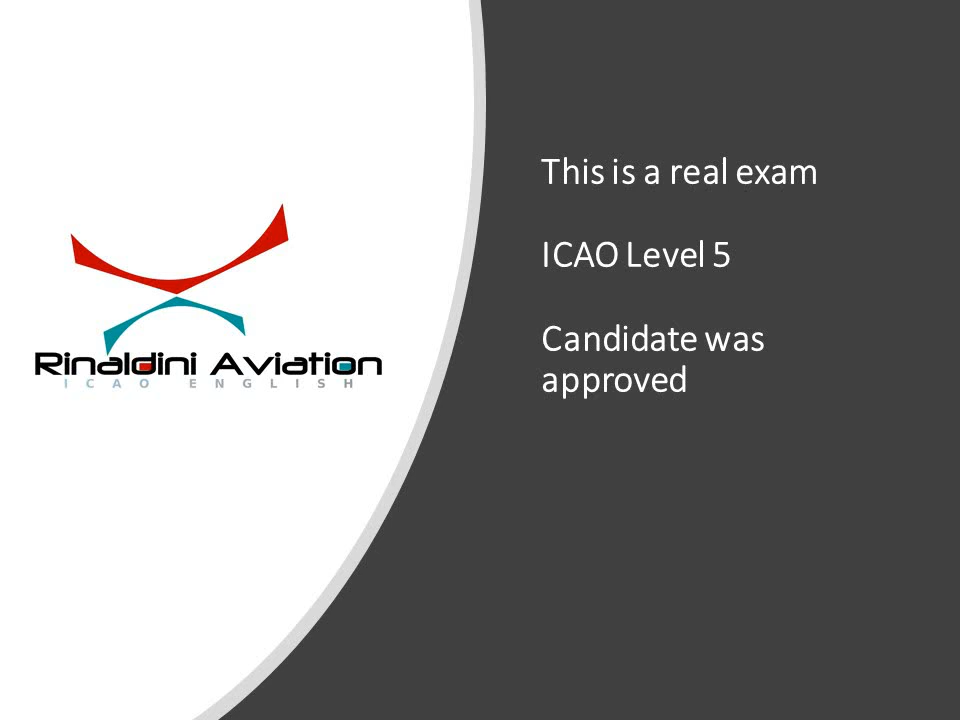 Rinaldini Aviation
ICAO ENGLISH
This is a real exam
ICAO Level 5
Candidate was
approved